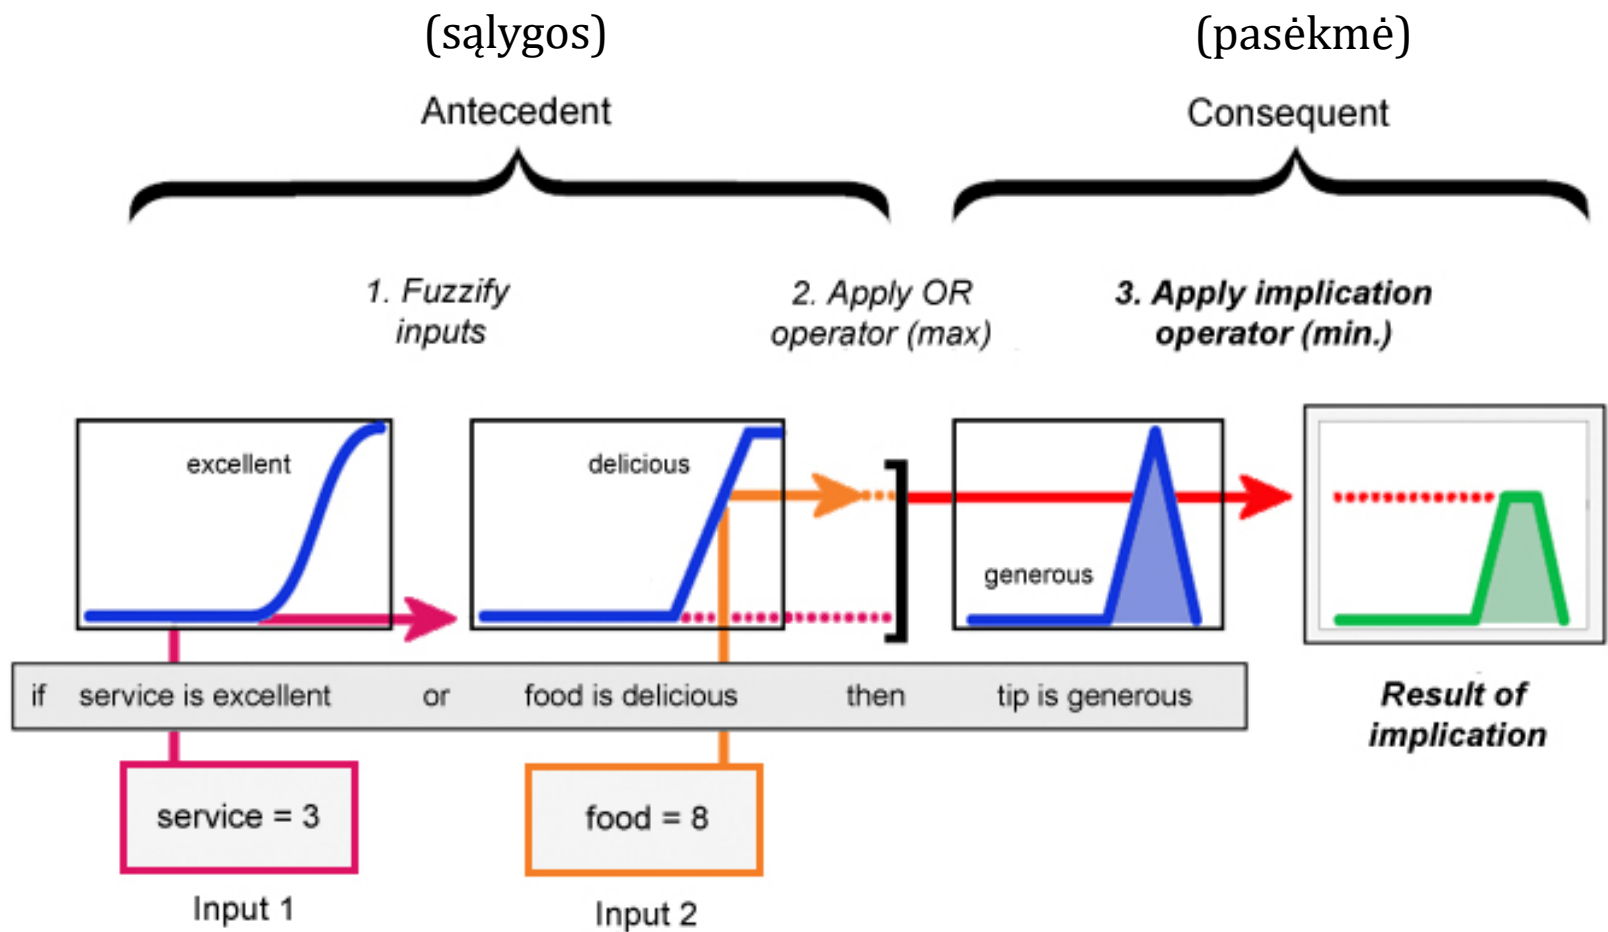 (sąlygos)
(pasėkmė)
Antecedent
Consequent
1. Fuzzify
inputs
2. Apply OR
operator (max)
3. Apply implication
operator (min.)
excellent
delicious
generous
if service is excellent or food is delicious then tip is generous
Result of
implication
service = 3
food = 8
Input 1
Input 2